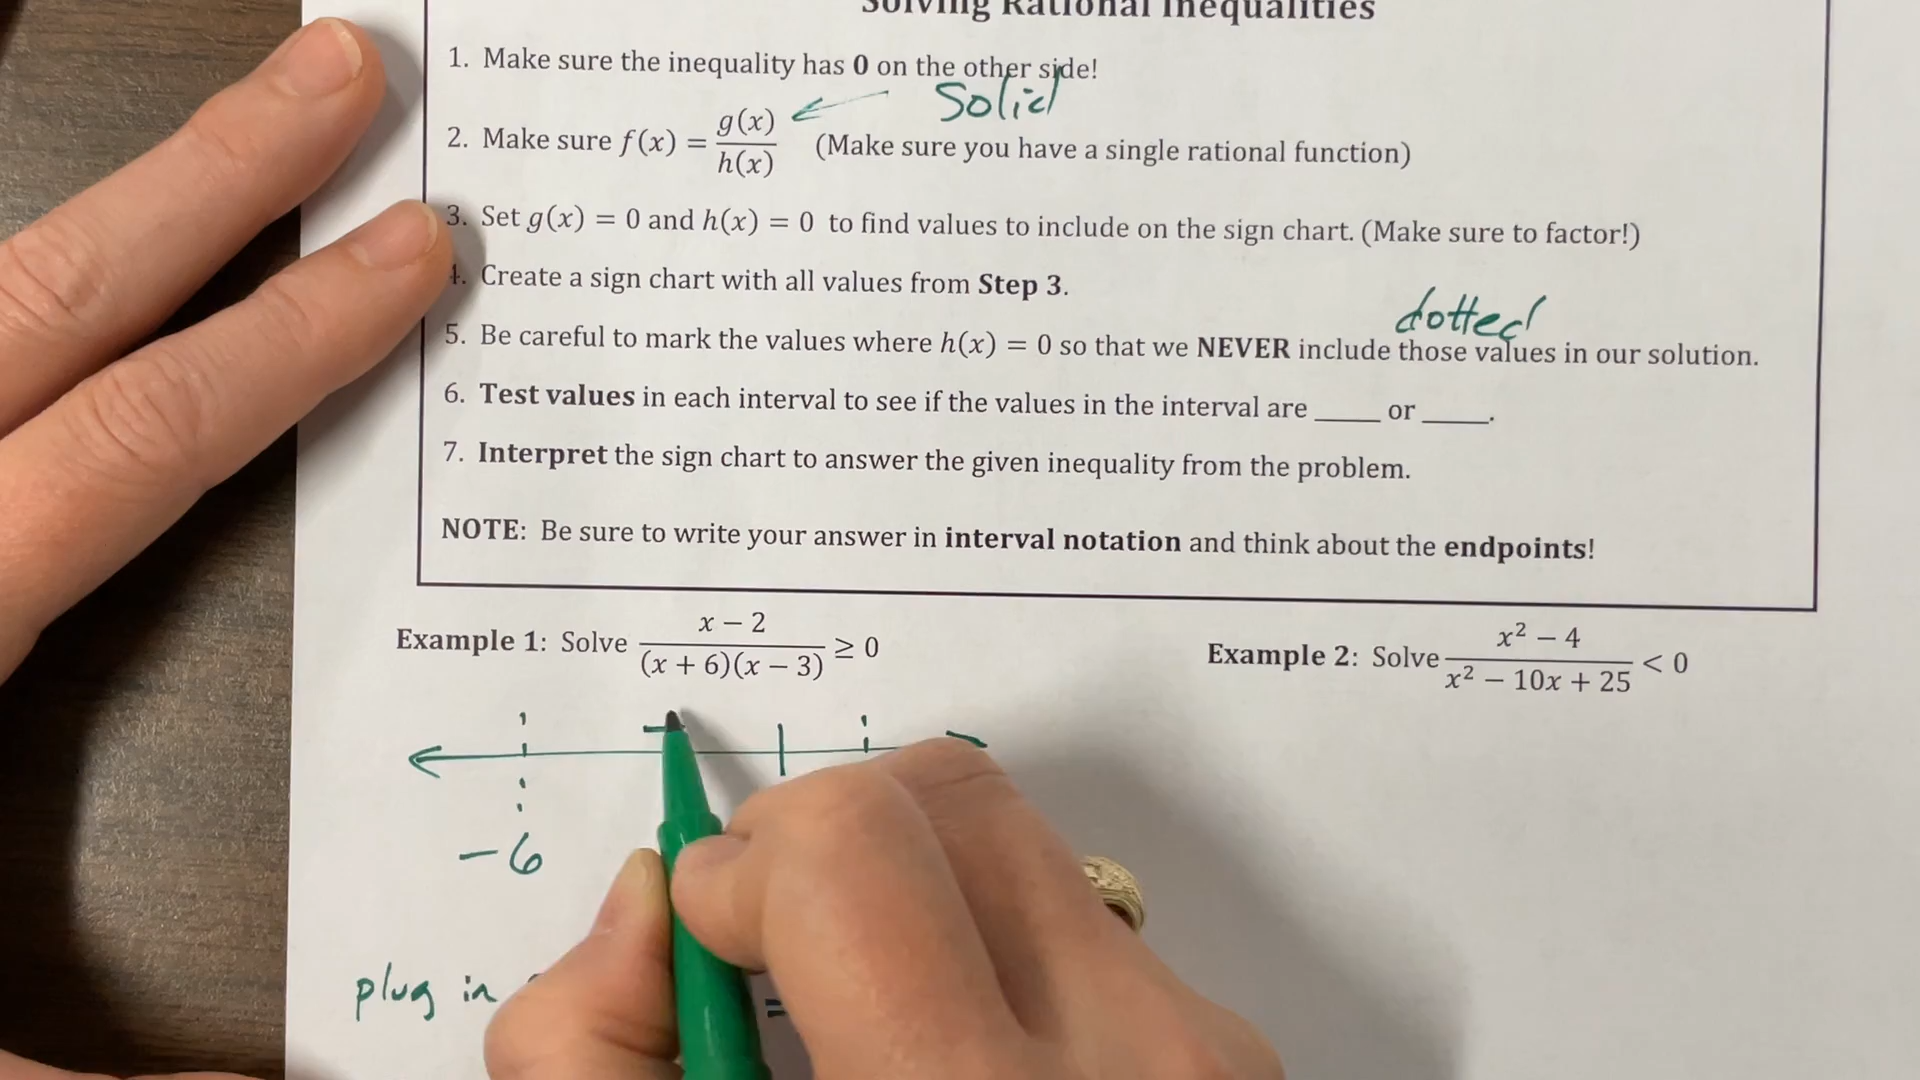 Solving Rational Inequalities
1. Make sure the inequality has 0 on the other side!
solid
2. Make sure f(x) = g(x)/h(x) (Make sure you have a single rational function)
3. Set g(x) = 0 and h(x) = 0 to find values to include on the sign chart. (Make sure to factor!)
4. Create a sign chart with all values from Step 3.
dotted
5. Be careful to mark the values where h(x) = 0 so that we NEVER include those values in our solution.
6. Test values in each interval to see if the values in the interval are _____ or _____.
7. Interpret the sign chart to answer the given inequality from the problem.
NOTE: Be sure to write your answer in interval notation and think about the endpoints!
Example 1: Solve (x − 2)/((x + 6)(x − 3)) ≥ 0
Example 2: Solve (x² − 4)/(x² − 10x + 25) < 0
−6
plug in
=